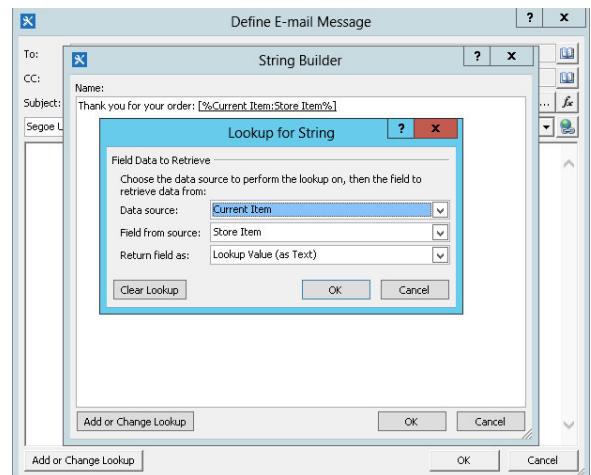 Define E-mail Message
? x
To:
CC:
Subject:
... fx
Segoe U
String Builder
? x
Name:
Thank you for your order: [%Current Item:Store Item%]
Lookup for String
? x
Field Data to Retrieve
Choose the data source to perform the lookup on, then the field to
retrieve data from:
Data source: Current Item
Field from source: Store Item
Return field as: Lookup Value (as Text)
Clear Lookup OK Cancel
Add or Change Lookup OK Cancel
Add or Change Lookup OK Cancel